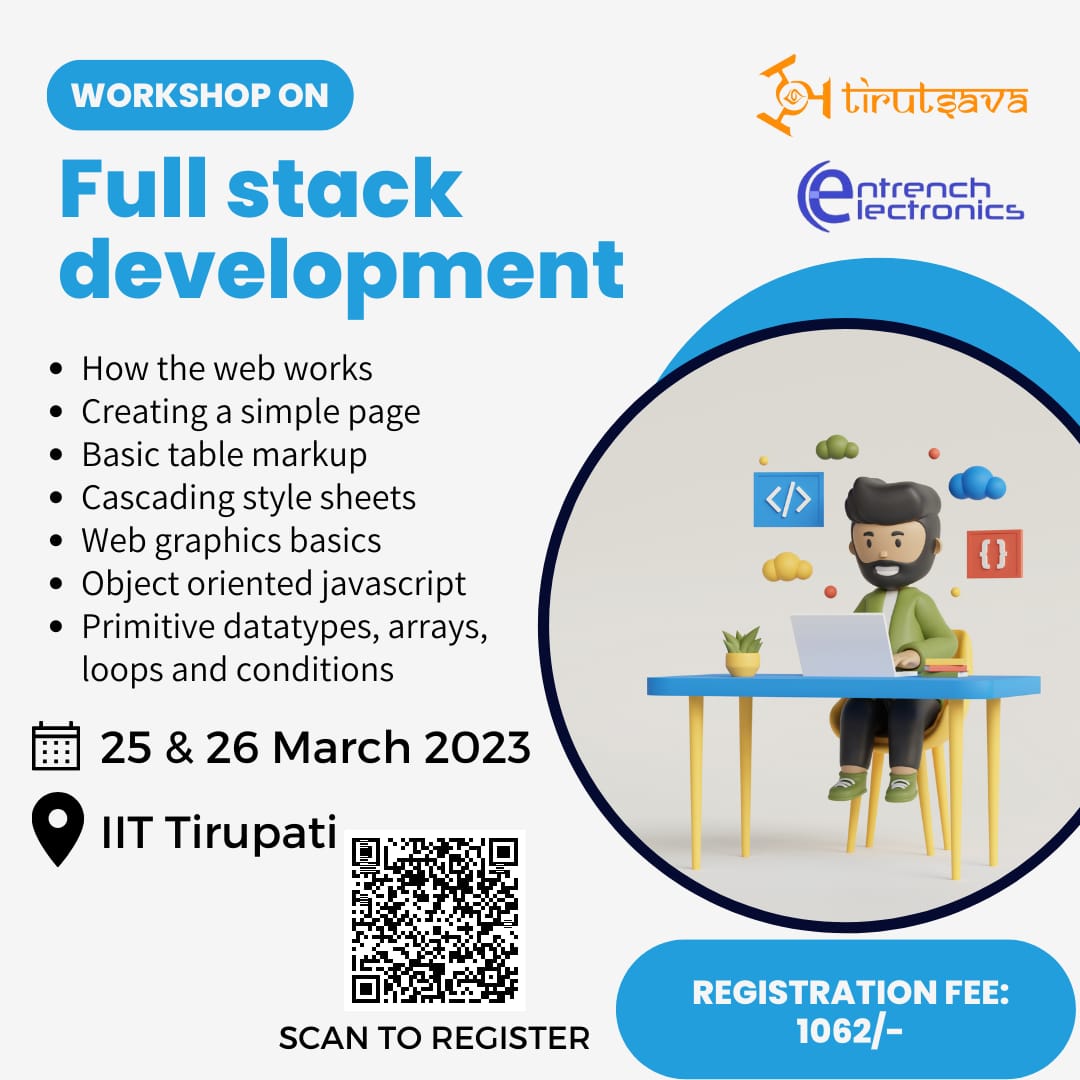 WORKSHOP ON
tirutsava
Full stack
development
entrench
electronics
How the web works
Creating a simple page
Basic table markup
Cascading style sheets
Web graphics basics
Object oriented javascript
Primitive datatypes, arrays,
loops and conditions
</>
{}
25 & 26 March 2023
IIT Tirupati
SCAN TO REGISTER
REGISTRATION FEE:
1062/-